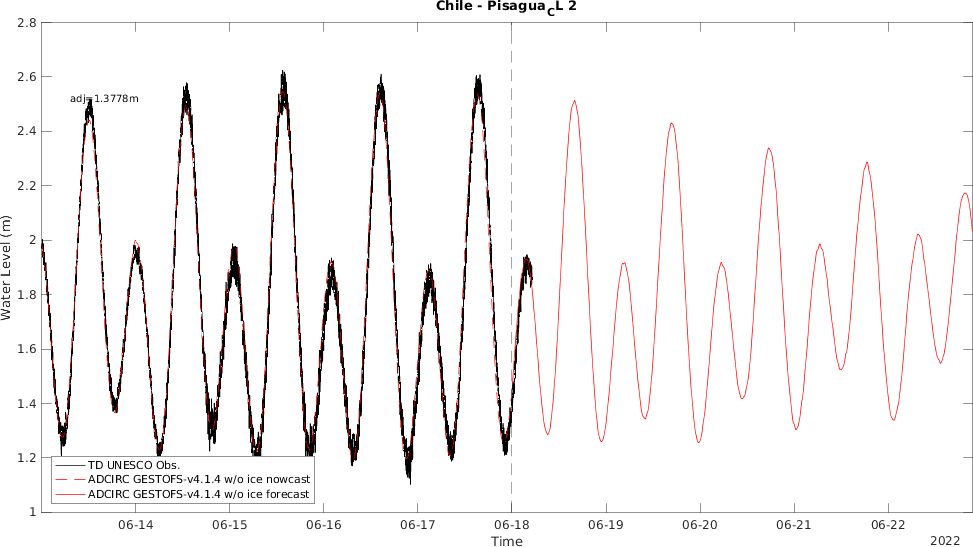 Chile - Pisagua_CL 2
2.8
2.6
adj=1.3778m
2.4
2.2
2
1.8
1.6
1.4
1.2
1
Water Level (m)
TD UNESCO Obs.
ADCIRC GESTOFS-v4.1.4 w/o ice nowcast
ADCIRC GESTOFS-v4.1.4 w/o ice forecast
06-14 06-15 06-16 06-17 06-18 06-19 06-20 06-21 06-22
Time
2022